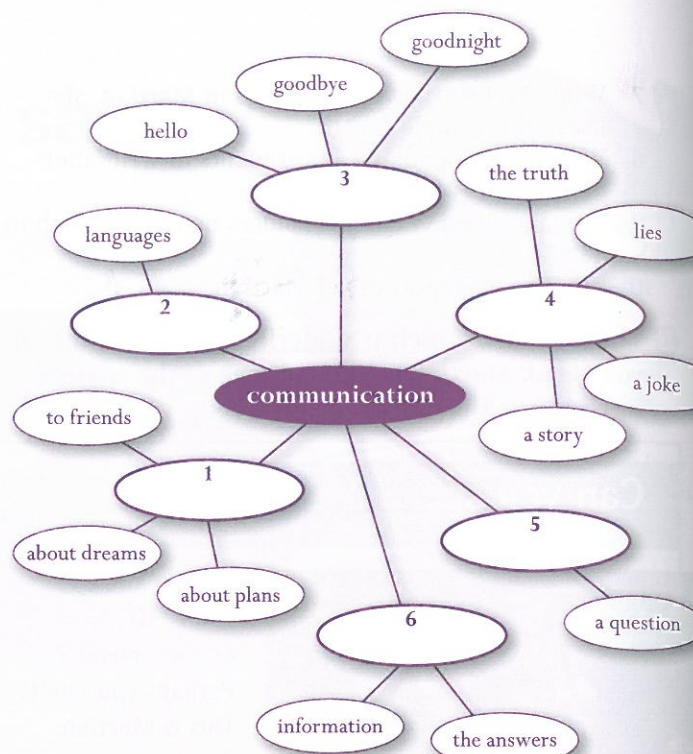 goodnight
goodbye
hello
3
the truth
languages
lies
2
4
communication
a joke
to friends
a story
1
5
about dreams
about plans
6
a question
information
the answers